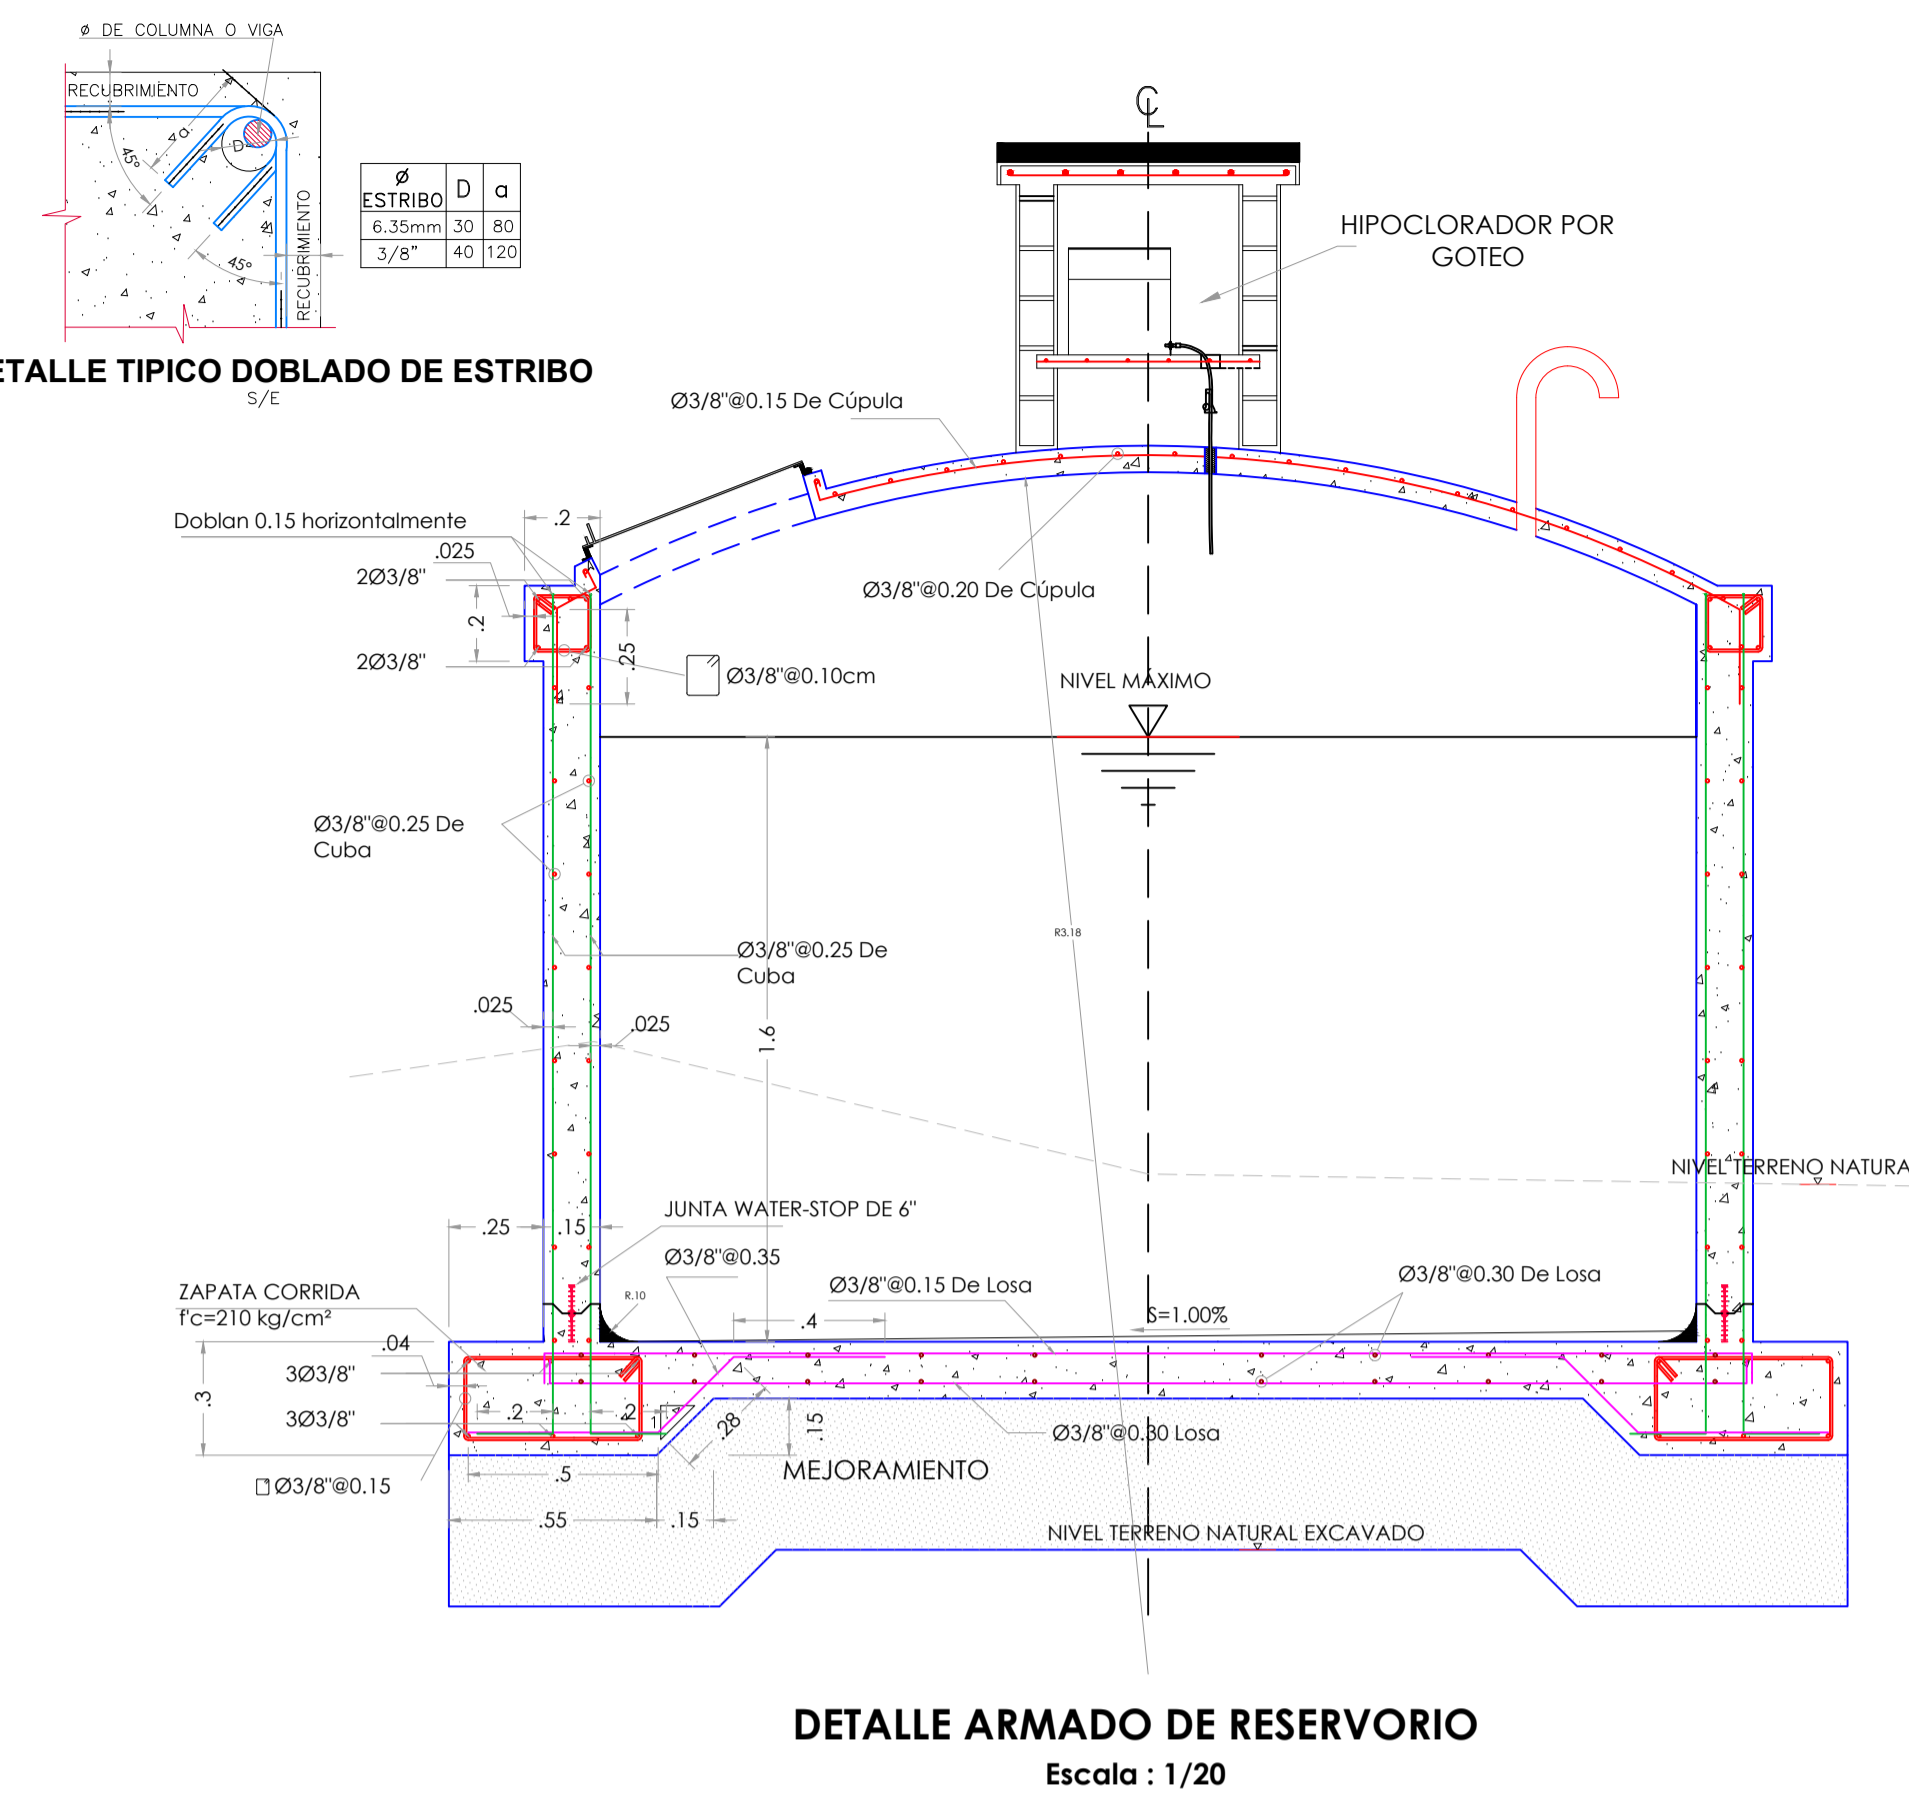 Ø DE COLUMNA O VIGA
RECUBRIMIENTO
a
D
45°
45°
RECUBRIMIENTO
Ø ESTRIBO D a
6.35mm 30 80
3/8" 40 120
ETALLE TIPICO DOBLADO DE ESTRIBO
S/E
HIPOCLORADOR POR
GOTEO
Ø3/8"@0.15 De Cúpula
Doblan 0.15 horizontalmente
.2
.025
2Ø3/8"
.2
2Ø3/8"
.25
Ø3/8"@0.10cm
Ø3/8"@0.20 De Cúpula
NIVEL MÁXIMO
Ø3/8"@0.25 De
Cuba
Ø3/8"@0.25 De
Cuba
R3.18
.025
.025
1.6
NIVEL TERRENO NATURA
JUNTA WATER-STOP DE 6"
.25
.15
Ø3/8"@0.35
Ø3/8"@0.15 De Losa
Ø3/8"@0.30 De Losa
ZAPATA CORRIDA
f'c=210 kg/cm²
R.10
.4
S=1.00%
.04
.3
3Ø3/8"
3Ø3/8"
.2
.2
1
.28
.15
Ø3/8"@0.30 Losa
Ø3/8"@0.15
.5
MEJORAMIENTO
.55
.15
NIVEL TERRENO NATURAL EXCAVADO
DETALLE ARMADO DE RESERVORIO
Escala : 1/20